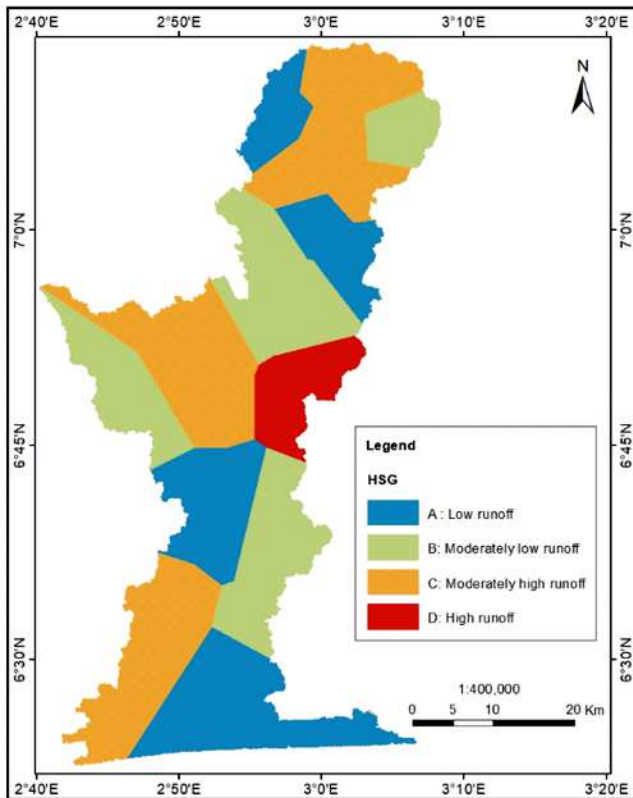 2°40'E 2°50'E 3°0'E 3°10'E 3°20'E
N
7°0'N 7°0'N
6°45'N 6°45'N
Legend
HSG
A : Low runoff
B: Moderately low runoff
C: Moderately high runoff
D: High runoff
6°30'N 6°30'N
1:400,000
0 5 10 20 Km
2°40'E 2°50'E 3°0'E 3°10'E 3°20'E